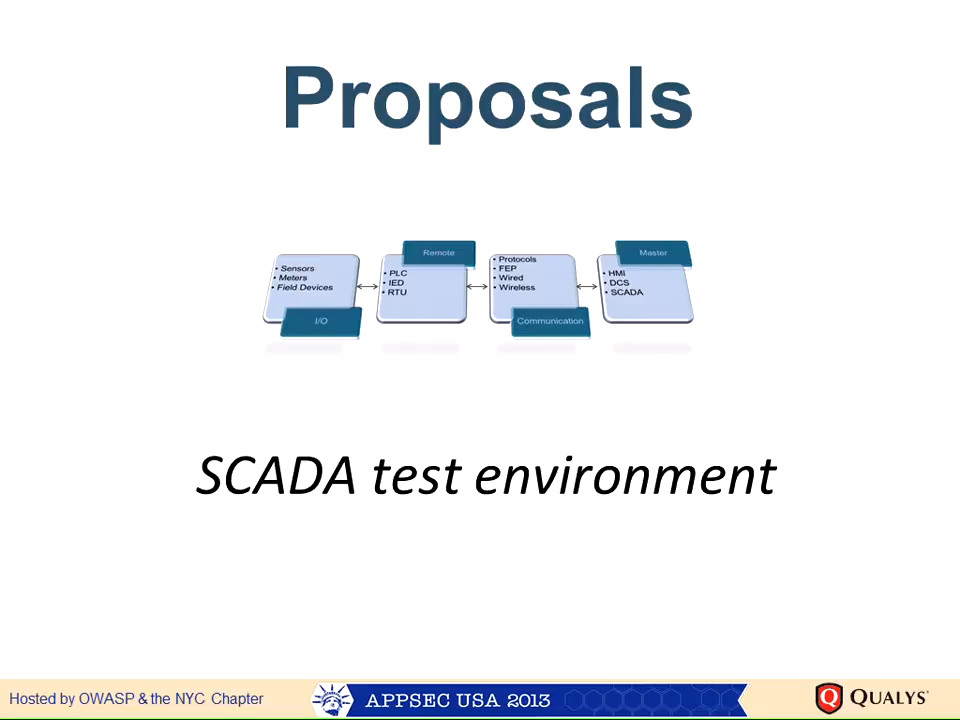 Proposals
• Sensors
• Meters
• Field Devices
I/O
Remote
• PLC
• IED
• RTU
• Protocols
• FEP
• Wired
• Wireless
Communication
Master
• HMI
• DCS
• SCADA
SCADA test environment
Hosted by OWASP & the NYC Chapter
APPSEC USA 2013
QUALYS®